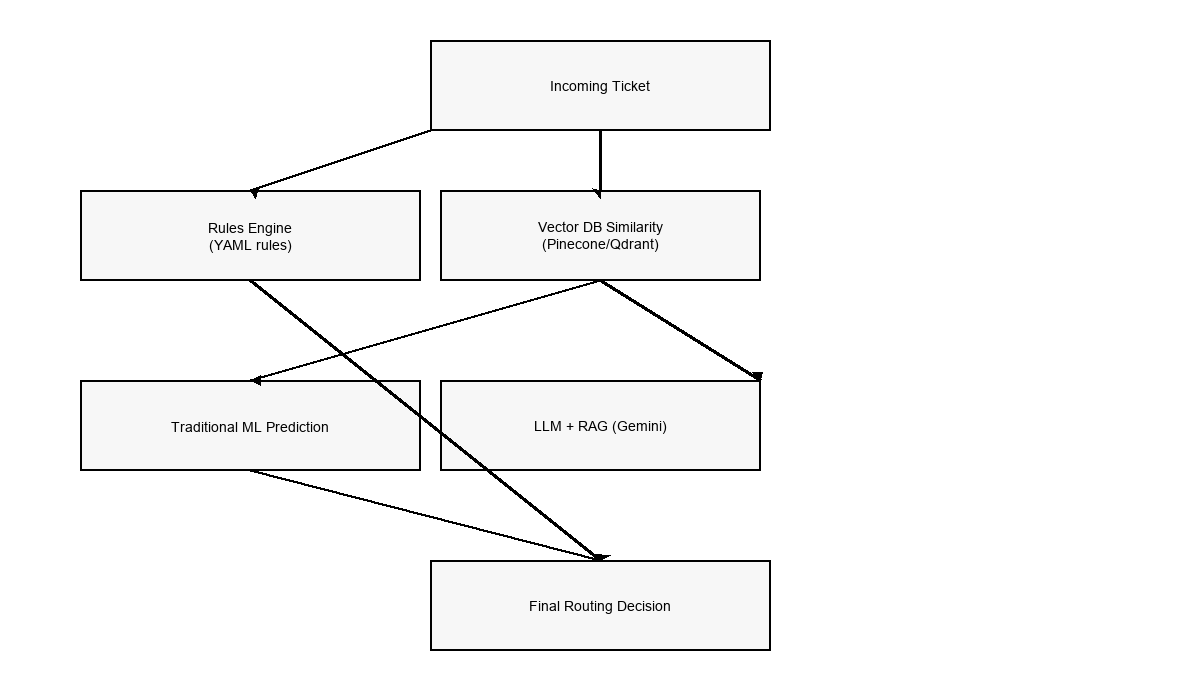 Incoming Ticket
Rules Engine
(YAML rules)
Vector DB Similarity
(Pinecone/Qdrant)
Traditional ML Prediction
LLM + RAG (Gemini)
Final Routing Decision